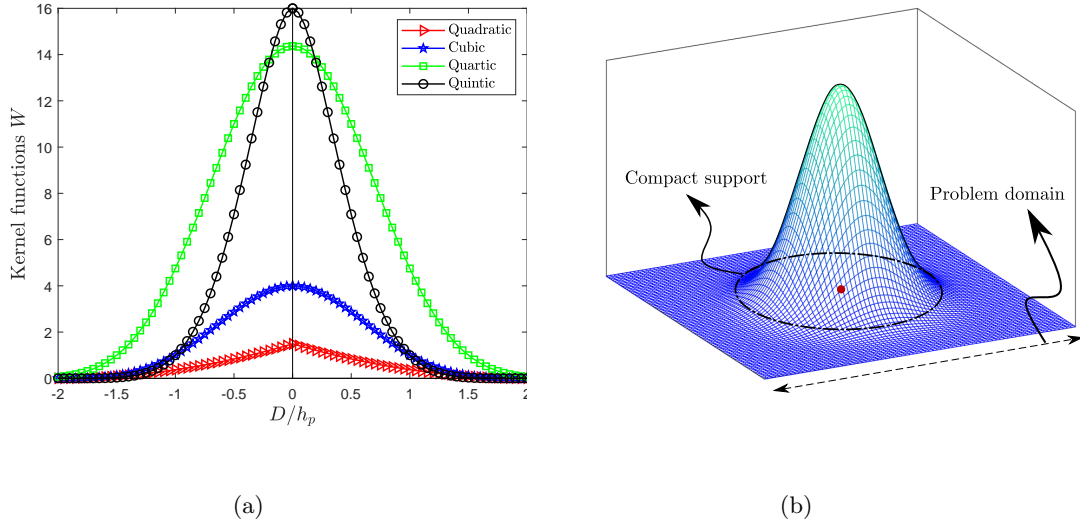 16
14
12
10
8
6
4
2
0
-2
-1.5
-1
-0.5
0
0.5
1
1.5
2
Kernel functions W
D/h_p
Quadratic
Cubic
Quartic
Quintic
Compact support
Problem domain
(a)
(b)